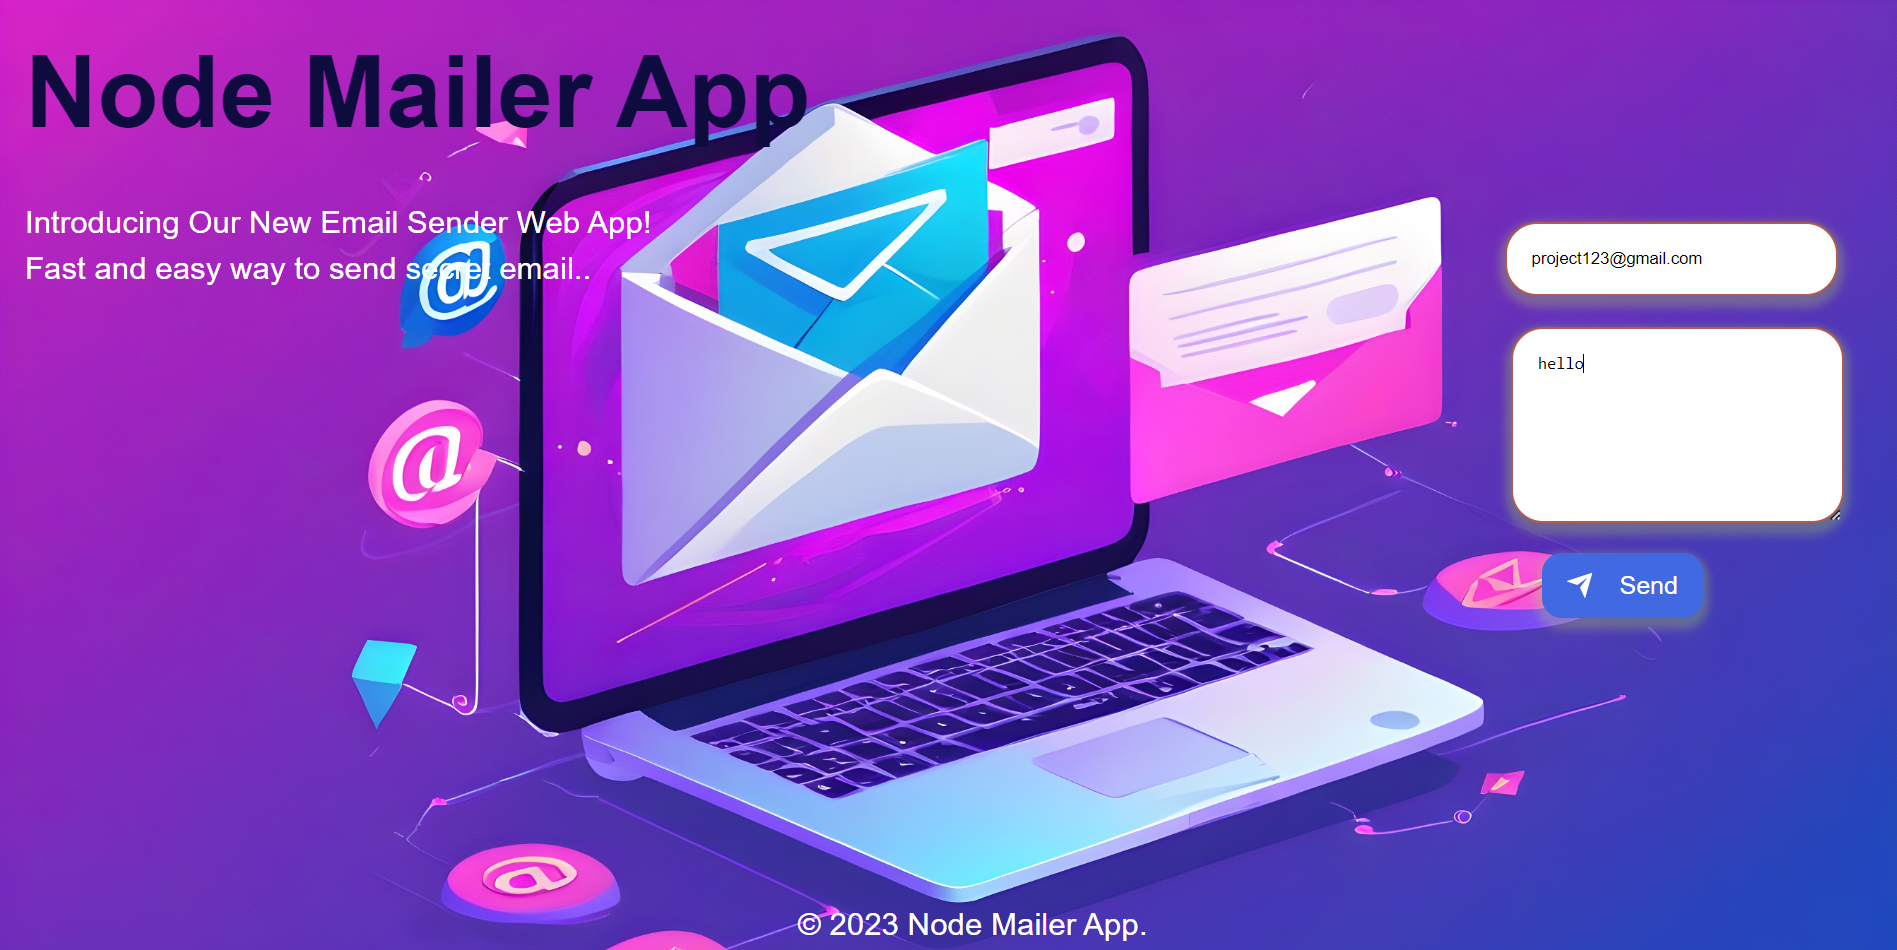 Node Mailer App
Introducing Our New Email Sender Web App!
Fast and easy way to send secret email..
project123@gmail.com
hello
Send
© 2023 Node Mailer App.